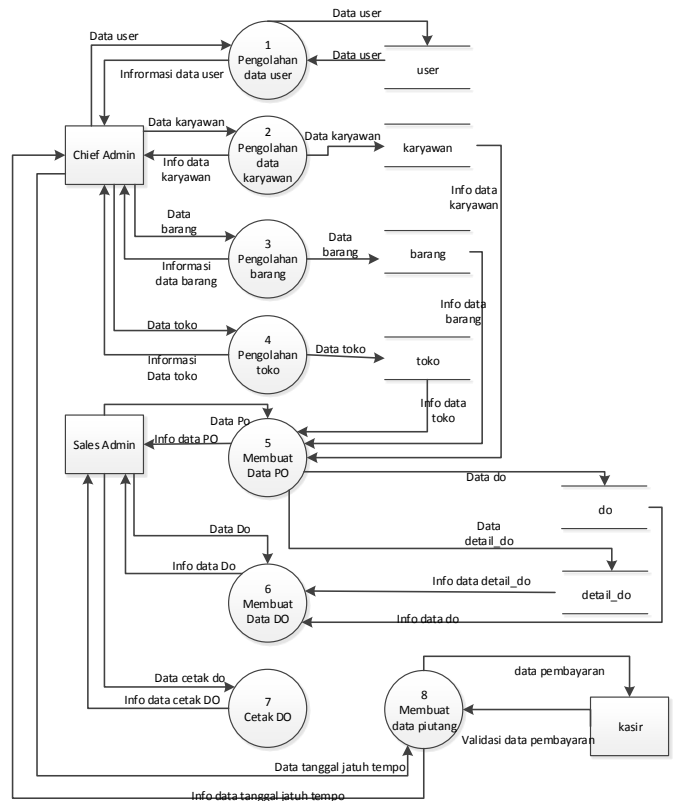 Data user
1
Pengolahan
data user
Data user
user
Infrormasi data user
Chief Admin
Data karyawan
2
Pengolahan
data
karyawan
Data karyawan
karyawan
Info data
karyawan
Info data
karyawan
Data
barang
3
Pengolahan
barang
Data
barang
barang
Informasi
data barang
Info data
barang
Data toko
4
Pengolahan
toko
Data toko
toko
Informasi
Data toko
Info data
toko
Sales Admin
Data Po
Info data PO
5
Membuat
Data PO
Data do
do
Data Do
Data
detail_do
Info data Do
6
Membuat
Data DO
Info data detail_do
detail_do
Info data do
Data cetak do
Info data cetak DO
7
Cetak DO
8
Membuat
data piutang
data pembayaran
kasir
Validasi data pembayaran
Data tanggal jatuh tempo
Info data tanggal jatuh tempo